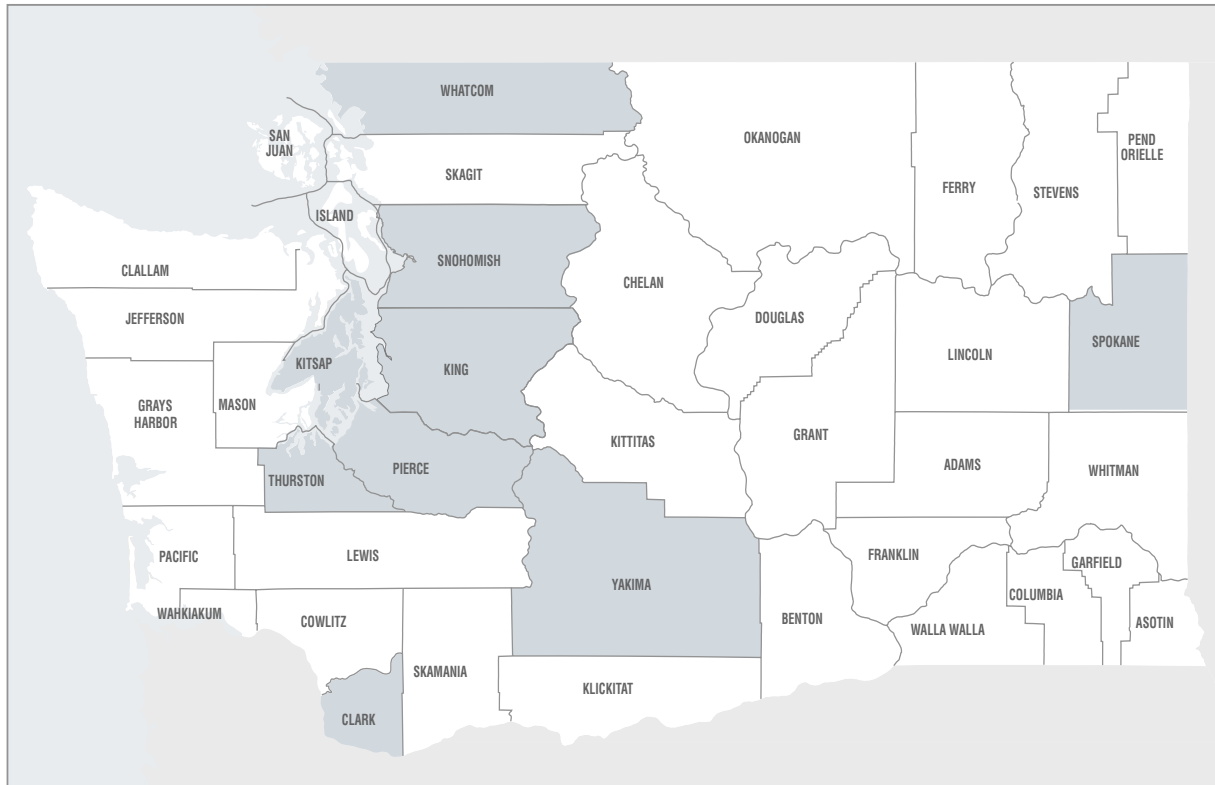 WHATCOM
SAN
JUAN
SKAGIT
OKANOGAN
PEND
ORIELLE
FERRY
STEVENS
ISLAND
SNOHOMISH
CLALLAM
CHELAN
JEFFERSON
DOUGLAS
SPOKANE
LINCOLN
KITSAP
KING
GRAYS
HARBOR
MASON
KITTITAS
GRANT
ADAMS
WHITMAN
THURSTON
PIERCE
PACIFIC
LEWIS
FRANKLIN
GARFIELD
YAKIMA
COLUMBIA
WAHKIAKUM
COWLITZ
BENTON
WALLA WALLA
ASOTIN
SKAMANIA
KLICKITAT
CLARK